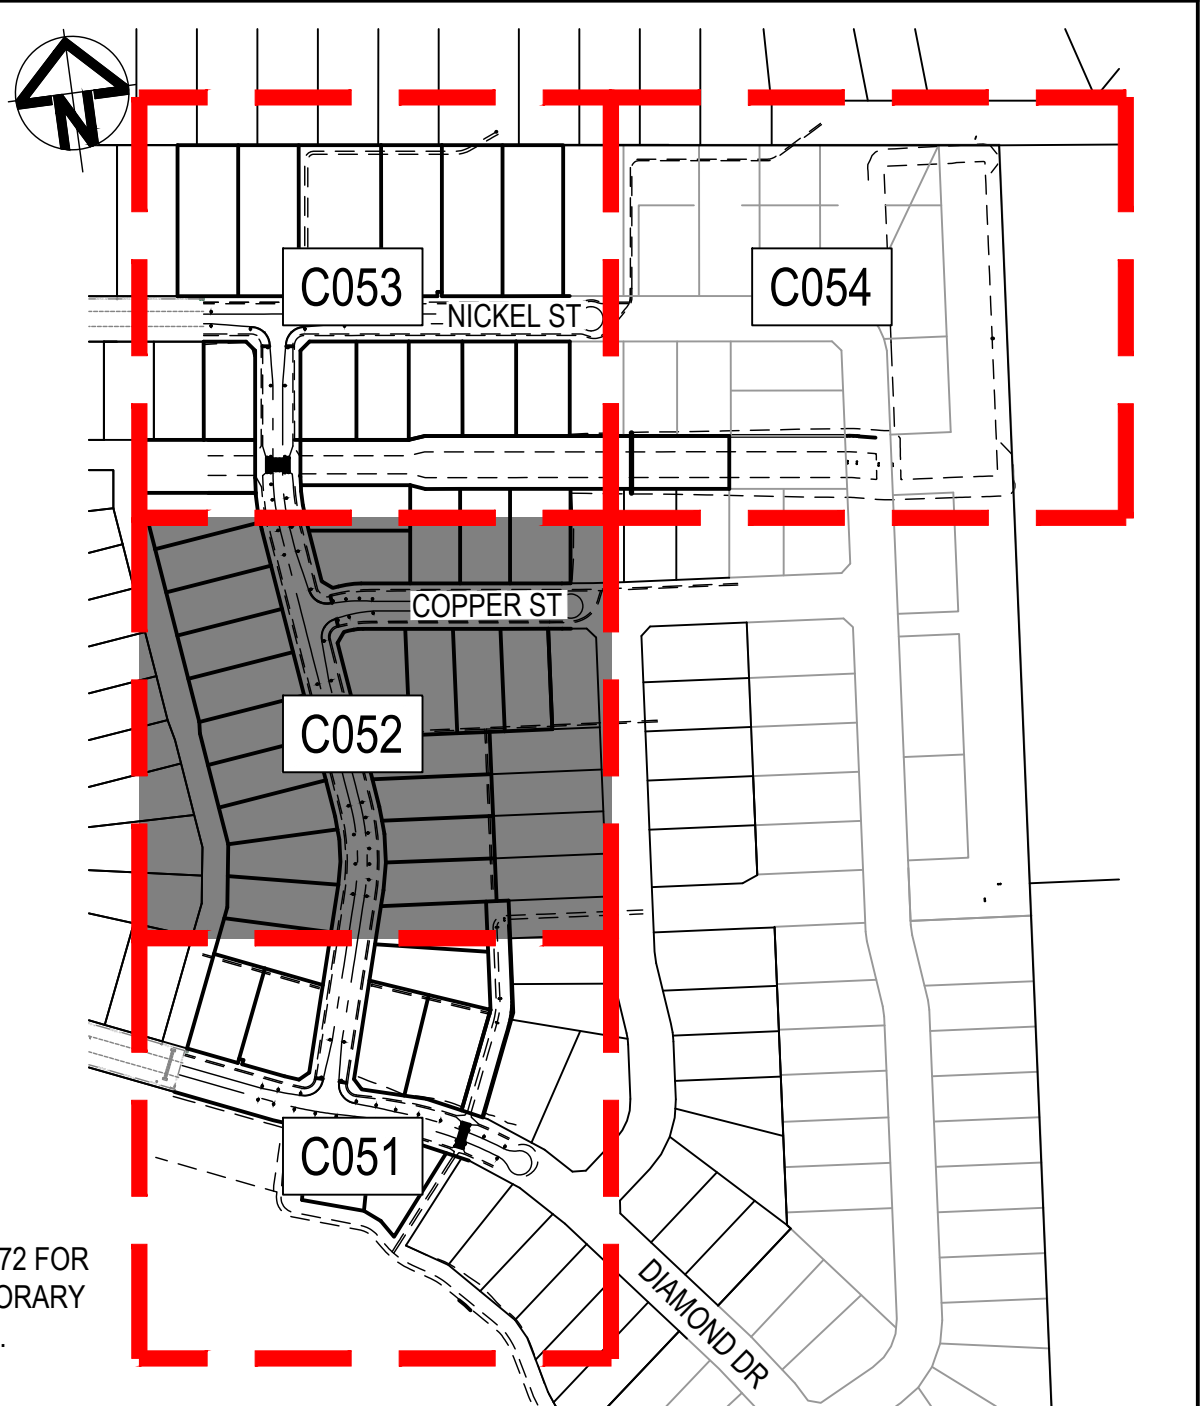 N
C053
C054
NICKEL ST
COPPER ST
C052
C051
72 FOR
ORARY
.
DIAMOND DR